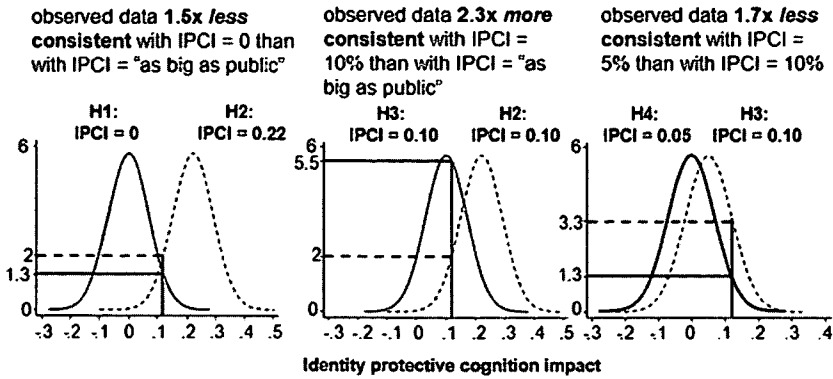 observed data 1.5x less
consistent with IPCI = 0 than
with IPCI = "as big as public"
observed data 2.3x more
consistent with IPCI =
10% than with IPCI = "as
big as public"
observed data 1.7x less
consistent with IPCI =
5% than with IPCI = 10%
H1: H2:
IPCI = 0 IPCI = 0.22
6
2
1.3
0
-.3 -.2 -.1 0 .1 .2 .3 .4 .5
H3: H2:
IPCI = 0.10 IPCI = 0.10
6
5.5
2
0
-.3 -.2 -.1 0 .1 .2 .3 .4 .5
H4: H3:
IPCI = 0.05 IPCI = 0.10
6
3.3
1.3
0
-.3 -.2 -.1 0 .1 .2 .3 .4
Identity protective cognition impact